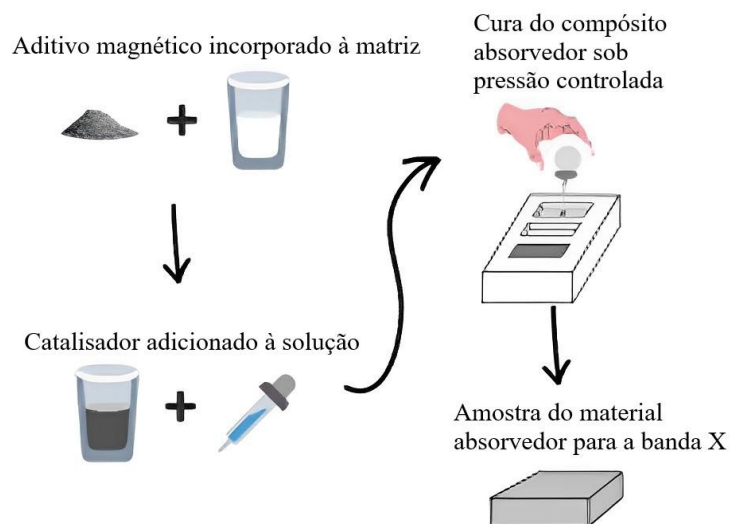 Aditivo magnético incorporado à matriz
Catalisador adicionado à solução
Cura do compósito
absorvedor sob
pressão controlada
Amostra do material
absorvedor para a banda X